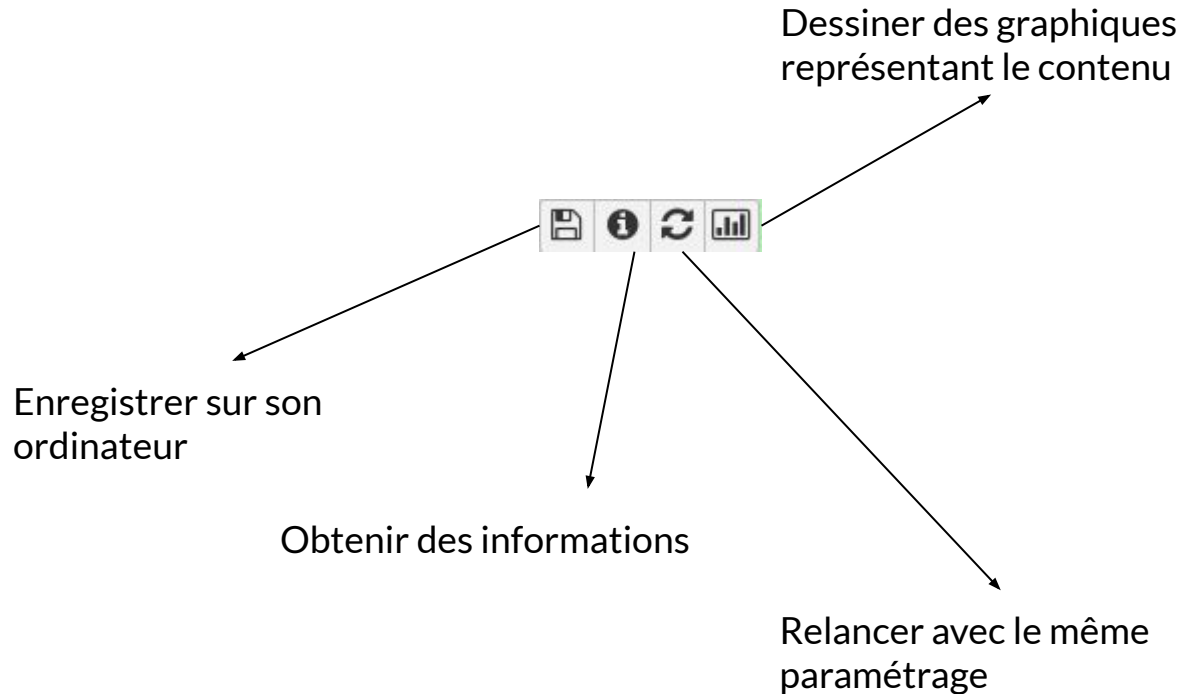 Dessiner des graphiques
représentant le contenu
Enregistrer sur son
ordinateur
Obtenir des informations
Relancer avec le même
paramétrage